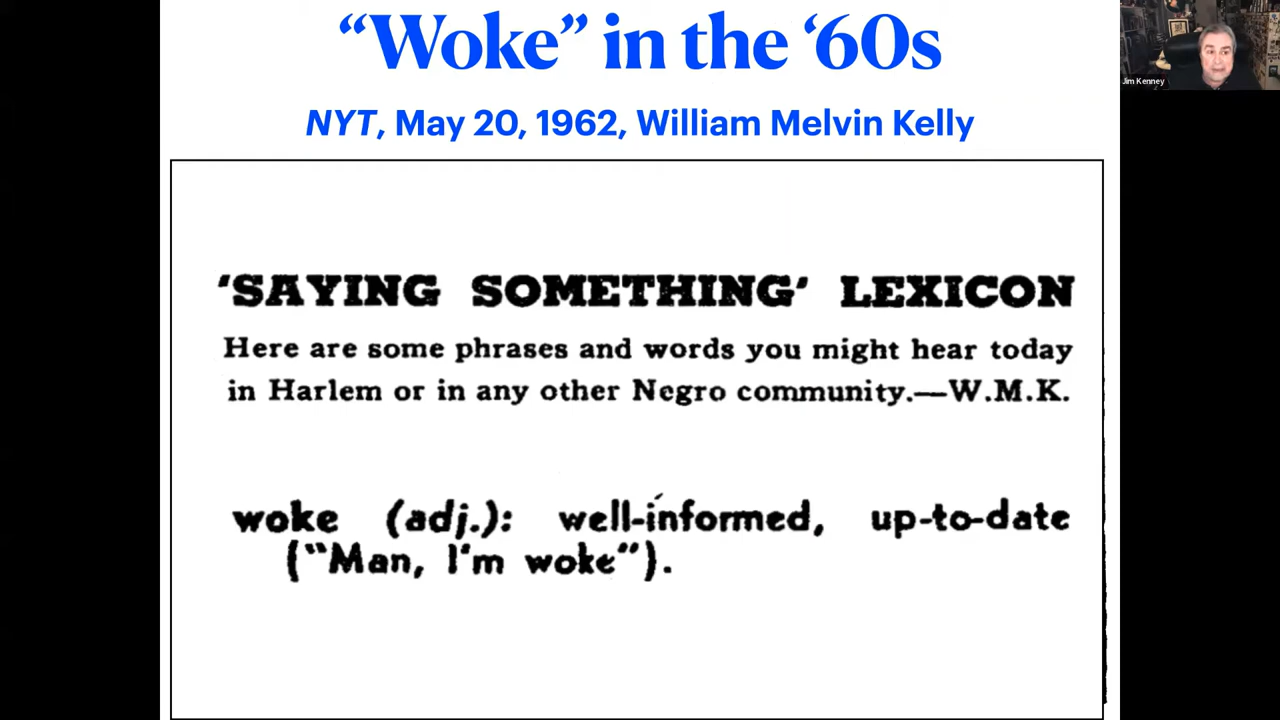 “Woke” in the ‘60s
NYT, May 20, 1962, William Melvin Kelly
Jim Kenney
‘SAYING SOMETHING’ LEXICON
Here are some phrases and words you might hear today
in Harlem or in any other Negro community.—W.M.K.
woke (adj.): well-informed, up-to-date
(“Man, I’m woke”).